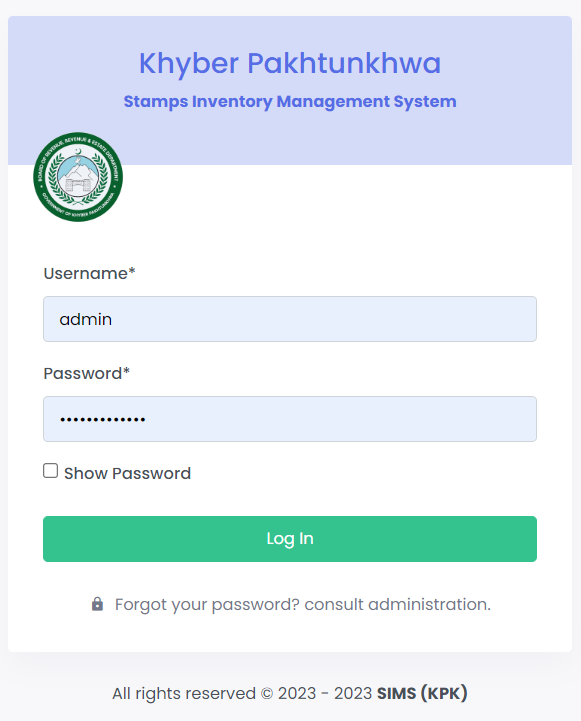 Khyber Pakhtunkhwa
Stamps Inventory Management System
BOARD OF REVENUE, REVENUE & ESTATE DEPARTMENT
GOVERNMENT OF KHYBER PAKHTUNKHWA
Username*
admin
Password*
•••••••••••••
Show Password
Log In
Forgot your password? consult administration.
All rights reserved © 2023 - 2023 SIMS (KPK)